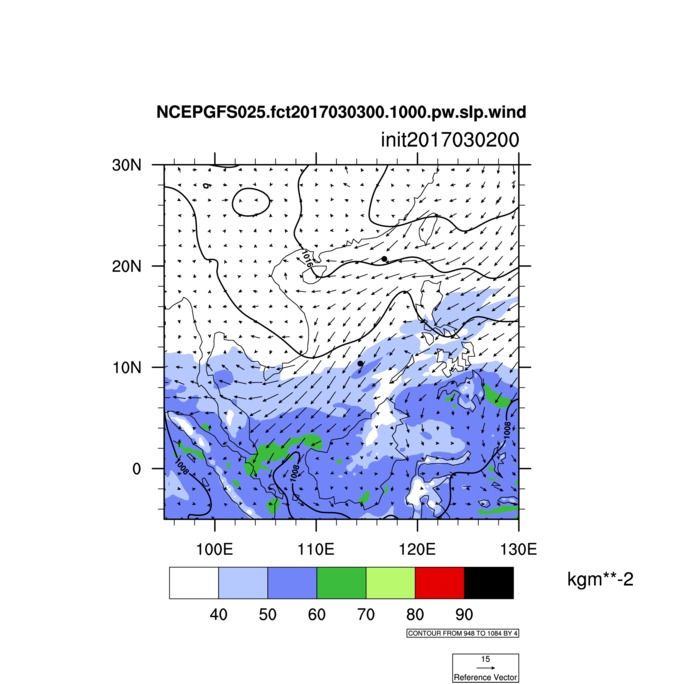 NCEPGFS025.fct2017030300.1000.pw.slp.wind
init2017030200
30N
1016
20N
10N
1008
0
1008
1008
100E
110E
120E
130E
kgm**-2
40
50
60
70
80
90
CONTOUR FROM 948 TO 1084 BY 4
15
Reference Vector